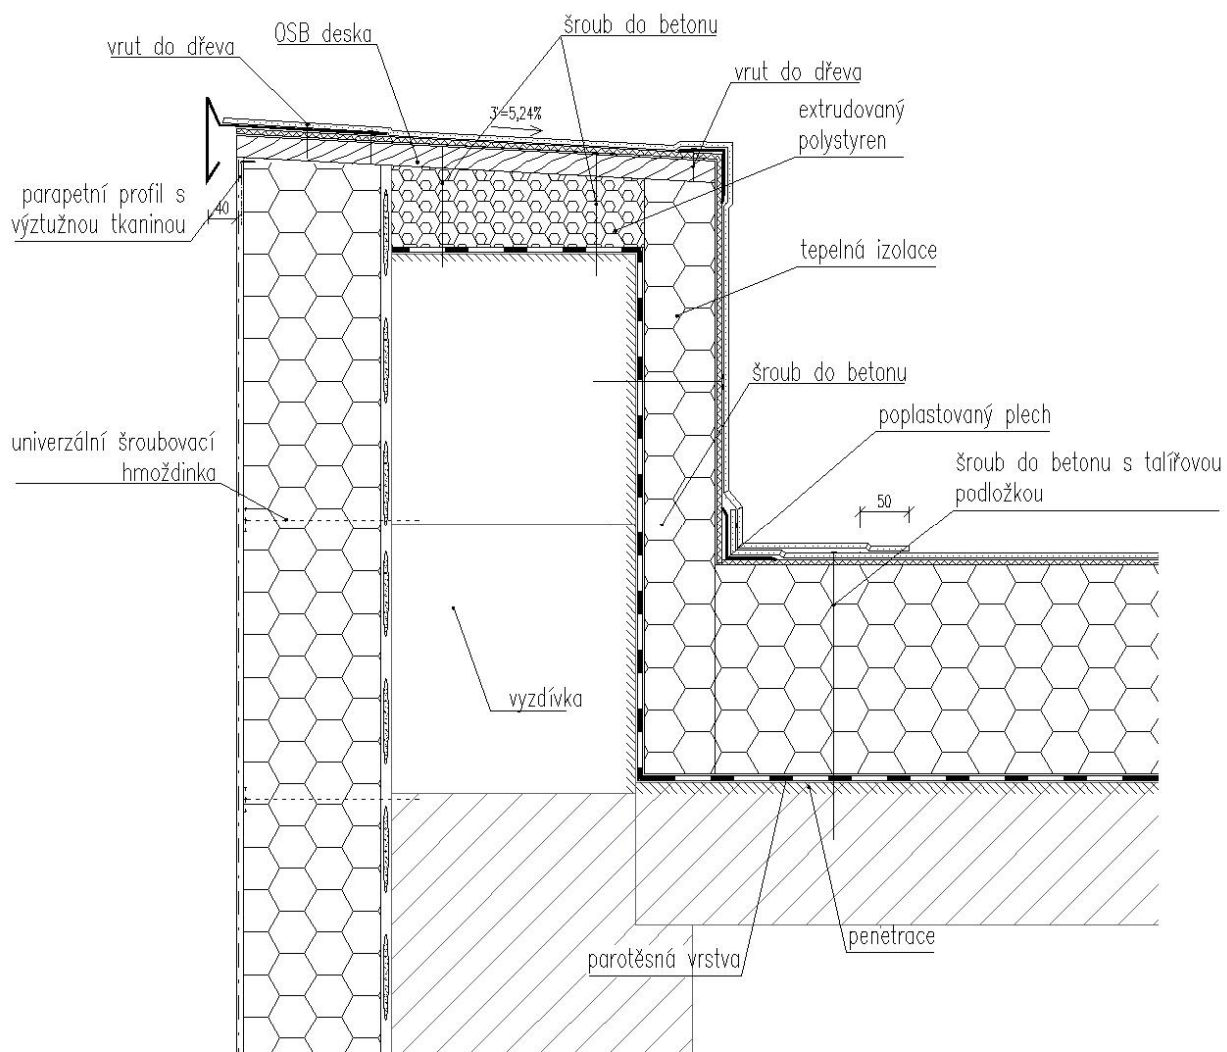 šroub do betonu
OSB deska
vrut do dřeva
vrut do dřeva
3°=5,24%
extrudovaný
polystyren
parapetní profil s
výztužnou tkaninou
40
tepelná izolace
šroub do betonu
poplastovaný plech
univerzální šroubovací
hmoždinka
šroub do betonu s talířovou
podložkou
50
vyzdívka
penetrace
parotěsná vrstva